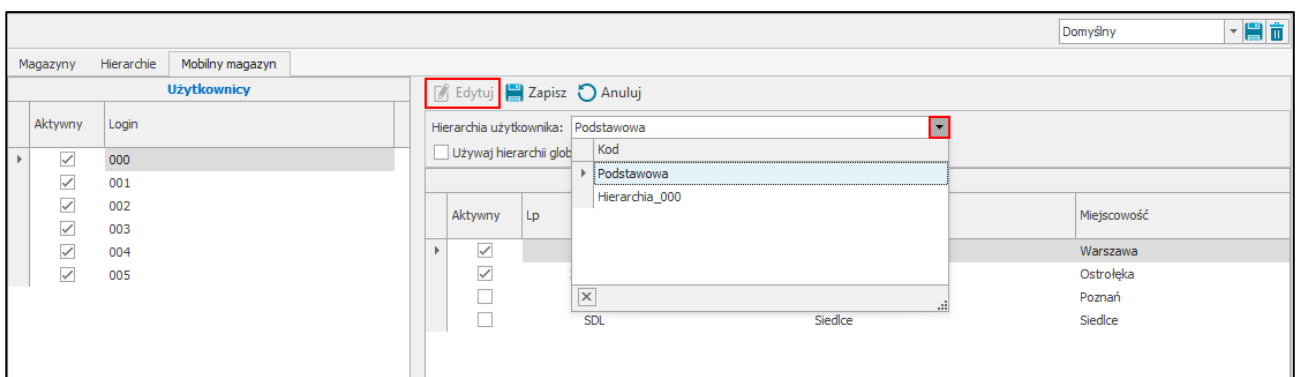 Domyślny
Magazyny Hierarchie Mobilny magazyn
Użytkownicy
Edytuj Zapisz Anuluj
Aktywny Login
000
001
002
003
004
005
Hierarchia użytkownika: Podstawowa
Używaj hierarchii glob
Kod
Podstawowa
Hierarchia_000
Aktywny Lp Miejscowość
Warszawa
Ostrołęka
Poznań
SDL Siedlce Siedlce